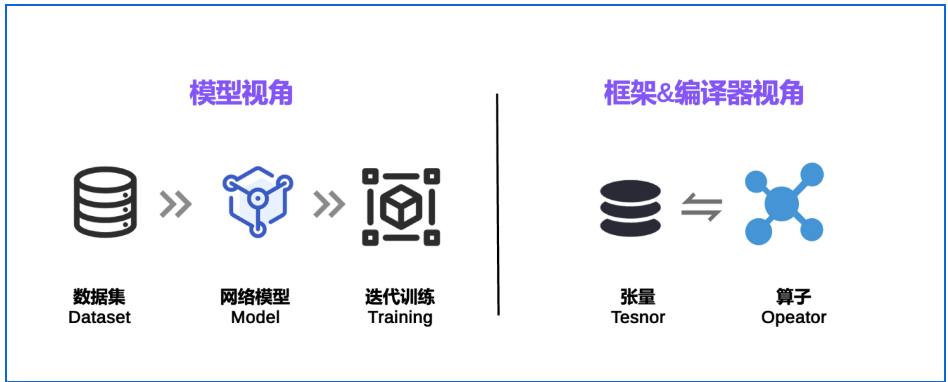 模型视角
框架&编译器视角
数据集
Dataset
网络模型
Model
迭代训练
Training
张量
Tesnor
算子
Opeator